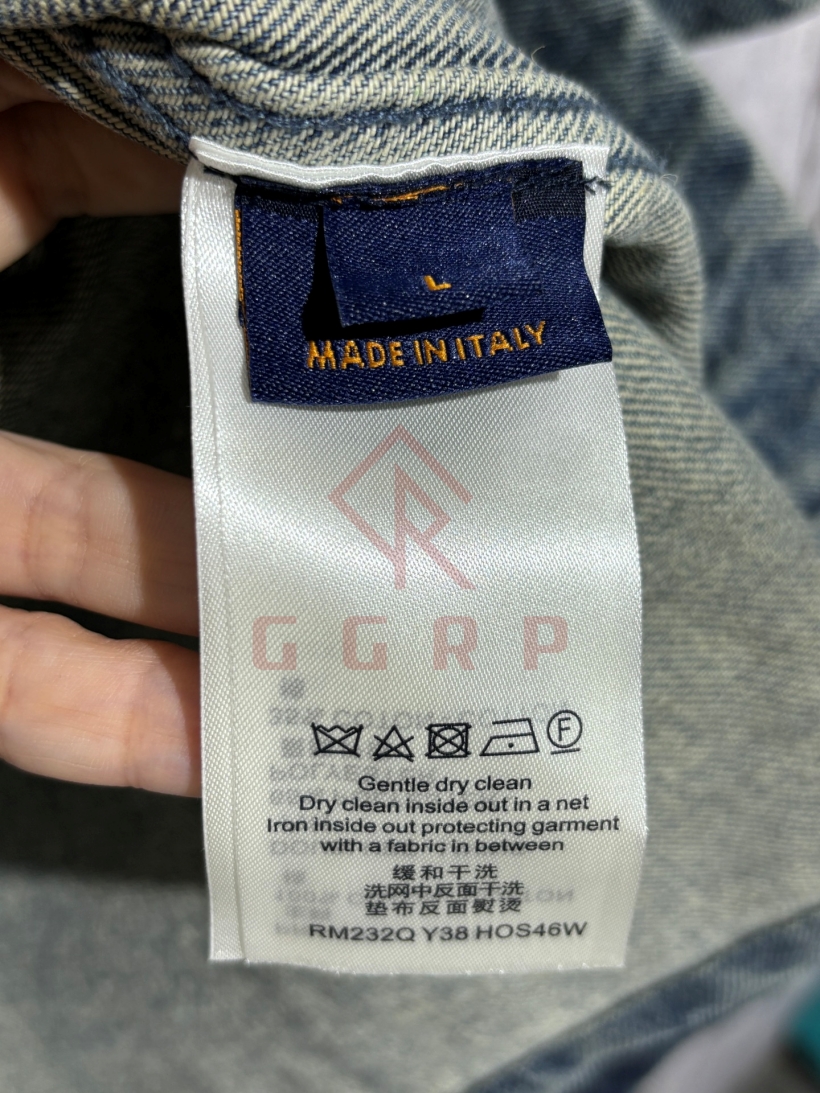 L
MADE IN ITALY
GGRP
F
Gentle dry clean
Dry clean inside out in a net
Iron inside out protecting garment
with a fabric in between
缓和干洗
洗网中反面干洗
垫布反面熨烫
RM232Q Y38 HOS46W